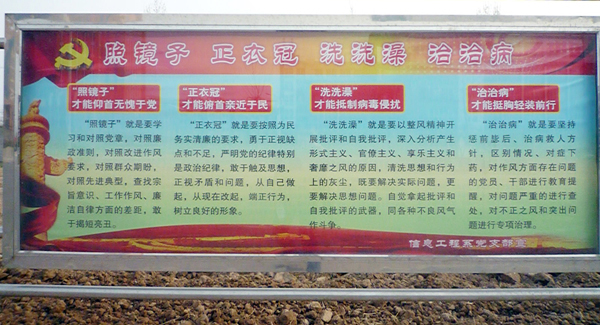 照镜子 正衣冠 洗洗澡 治治病
“照镜子”
才能仰首无愧于党
“照镜子”就是要学
习和对照党章，对照廉
政准则，对照改进作风
要求，对照群众期盼，
对照先进典型，查找宗
旨意识、工作作风、廉
洁自律方面的差距，敢
于揭短亮丑。
“正衣冠”
才能俯首亲近于民
“正衣冠”就是要按照为民
务实清廉的要求，勇于正视缺
点和不足，严明党的纪律特别
是政治纪律，敢于触及思想，
正视矛盾和问题，从自己做
起，从现在改起，端正行为，
树立良好的形象。
“洗洗澡”
才能抵制病毒侵扰
“洗洗澡”就是要以整风精神开
展批评和自我批评，深入分析产生
形式主义、官僚主义、享乐主义和
奢靡之风的原因，清洗思想和行为
上的灰尘，既要解决实际问题，更
要解决思想问题。自觉拿起批评和
自我批评的武器，同各种不良风气
作斗争。
“治治病”
才能挺胸轻装前行
“治治病”就是要坚持
惩前毖后、治病救人方
针，区别情况、对症下
药，对作风方面存在问题
的党员、干部进行教育提
醒，对问题严重的进行查
处，对不正之风和突出问
题进行专项治理。
信息工程系党支部宣